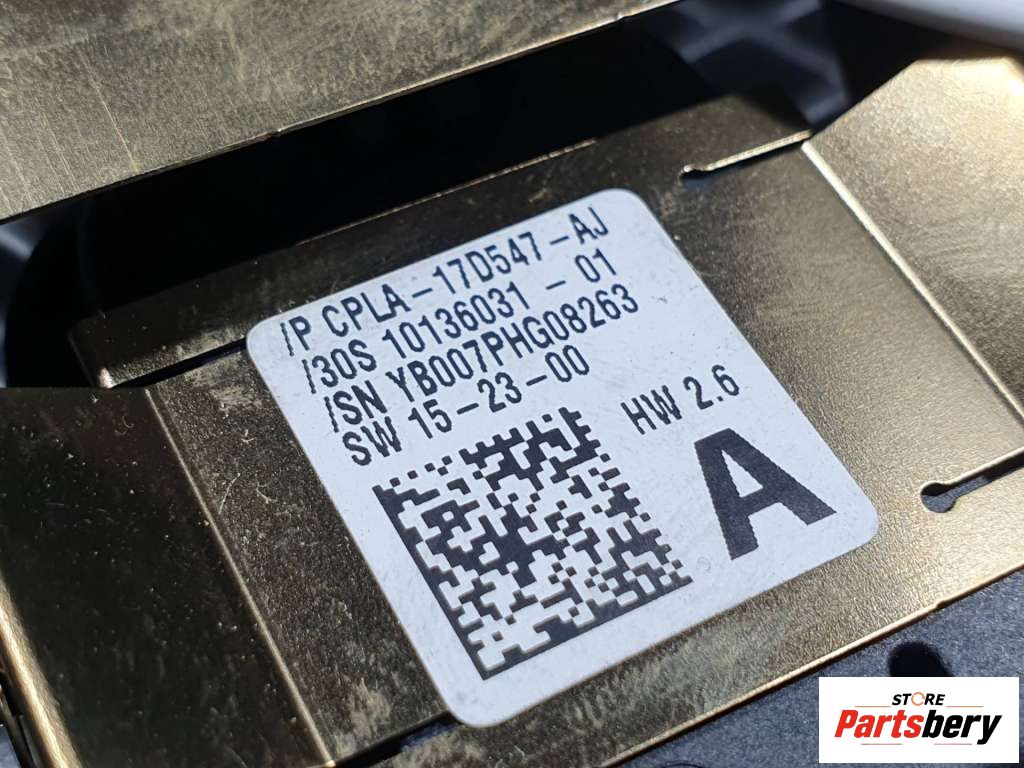 /P CPLA-17D547-AJ
/30S 10136031 - 01
/SN YB007PHG08263
SW 15-23-00
HW 2.6
A
STORE
Partsbery